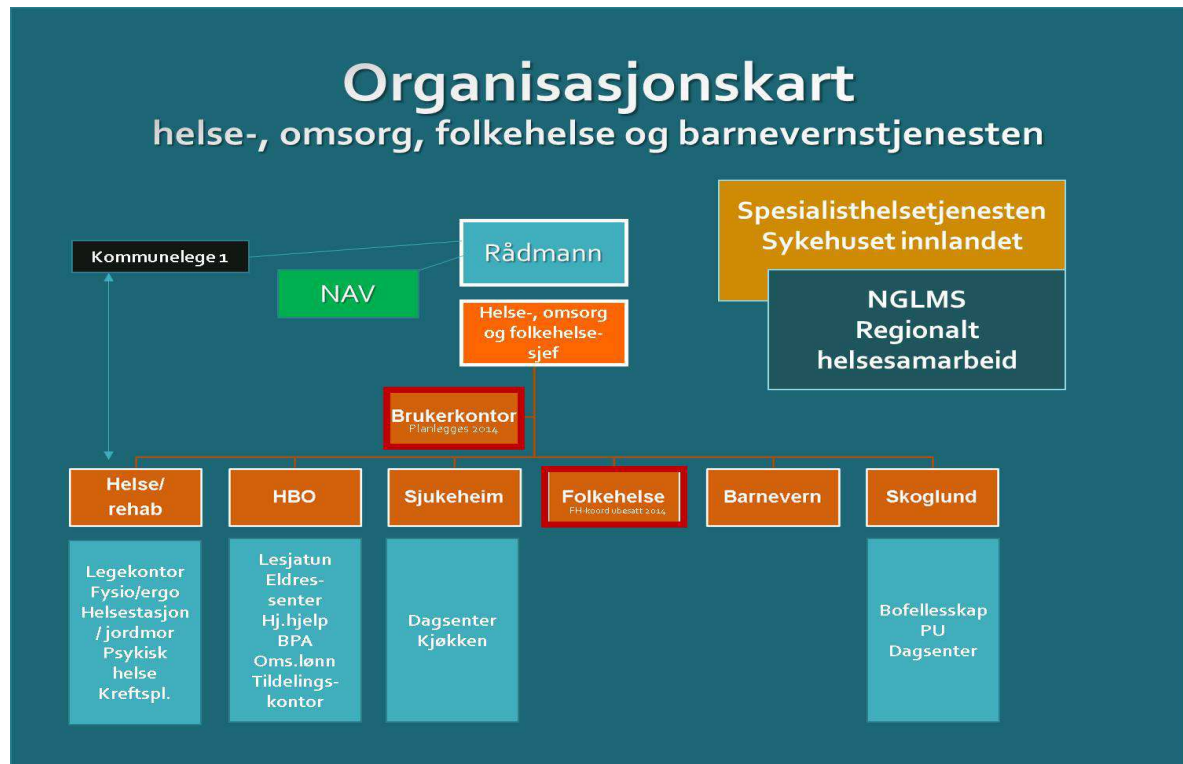 Organisasjonskart
helse-, omsorg, folkehelse og barnevernstjenesten
Spesialisthelsetjenesten
Sykehuset innlandet
Kommunelege 1
Rådmann
NAV
NGLMS
Regionalt
helsesamarbeid
Helse-, omsorg
og folkehelse-
sjef
Brukerkontor
Planlegges 2014
Helse/
rehab
HBO
Sjukeheim
Folkehelse
FH-koord ubesatt 2014
Barnevern
Skoglund
Legekontor
Fysio/ergo
Helsestasjon
/ jordmor
Psykisk
helse
Kreftspl.
Lesjatun
Eldres-
senter
Hj.hjelp
BPA
Oms.lønn
Tildelings-
kontor
Dagsenter
Kjøkken
Bofellesskap
PU
Dagsenter